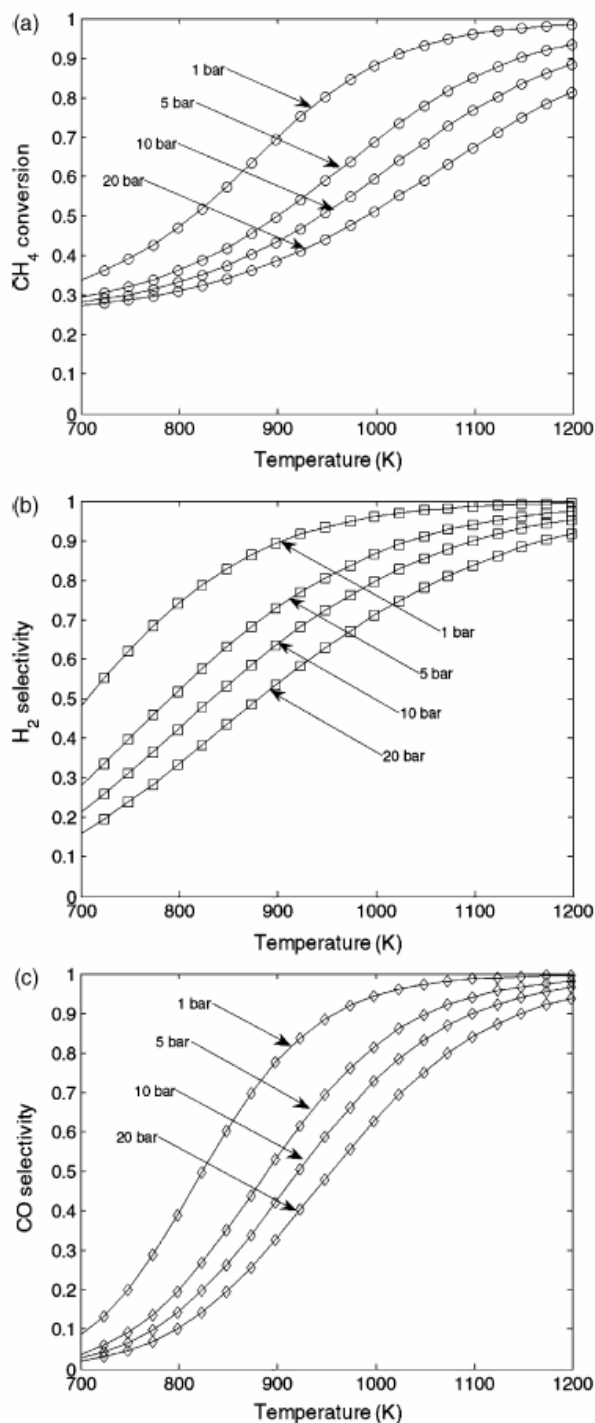 (a)
1
0.9
0.8
0.7
0.6
0.5
0.4
0.3
0.2
0.1
0
CH4 conversion
1 bar
5 bar
10 bar
20 bar
700 800 900 1000 1100 1200
Temperature (K)
(b)
1
0.9
0.8
0.7
0.6
0.5
0.4
0.3
0.2
0.1
0
H2 selectivity
1 bar
5 bar
10 bar
20 bar
700 800 900 1000 1100 1200
Temperature (K)
(c)
1
0.9
0.8
0.7
0.6
0.5
0.4
0.3
0.2
0.1
0
CO selectivity
1 bar
5 bar
10 bar
20 bar
700 800 900 1000 1100 1200
Temperature (K)